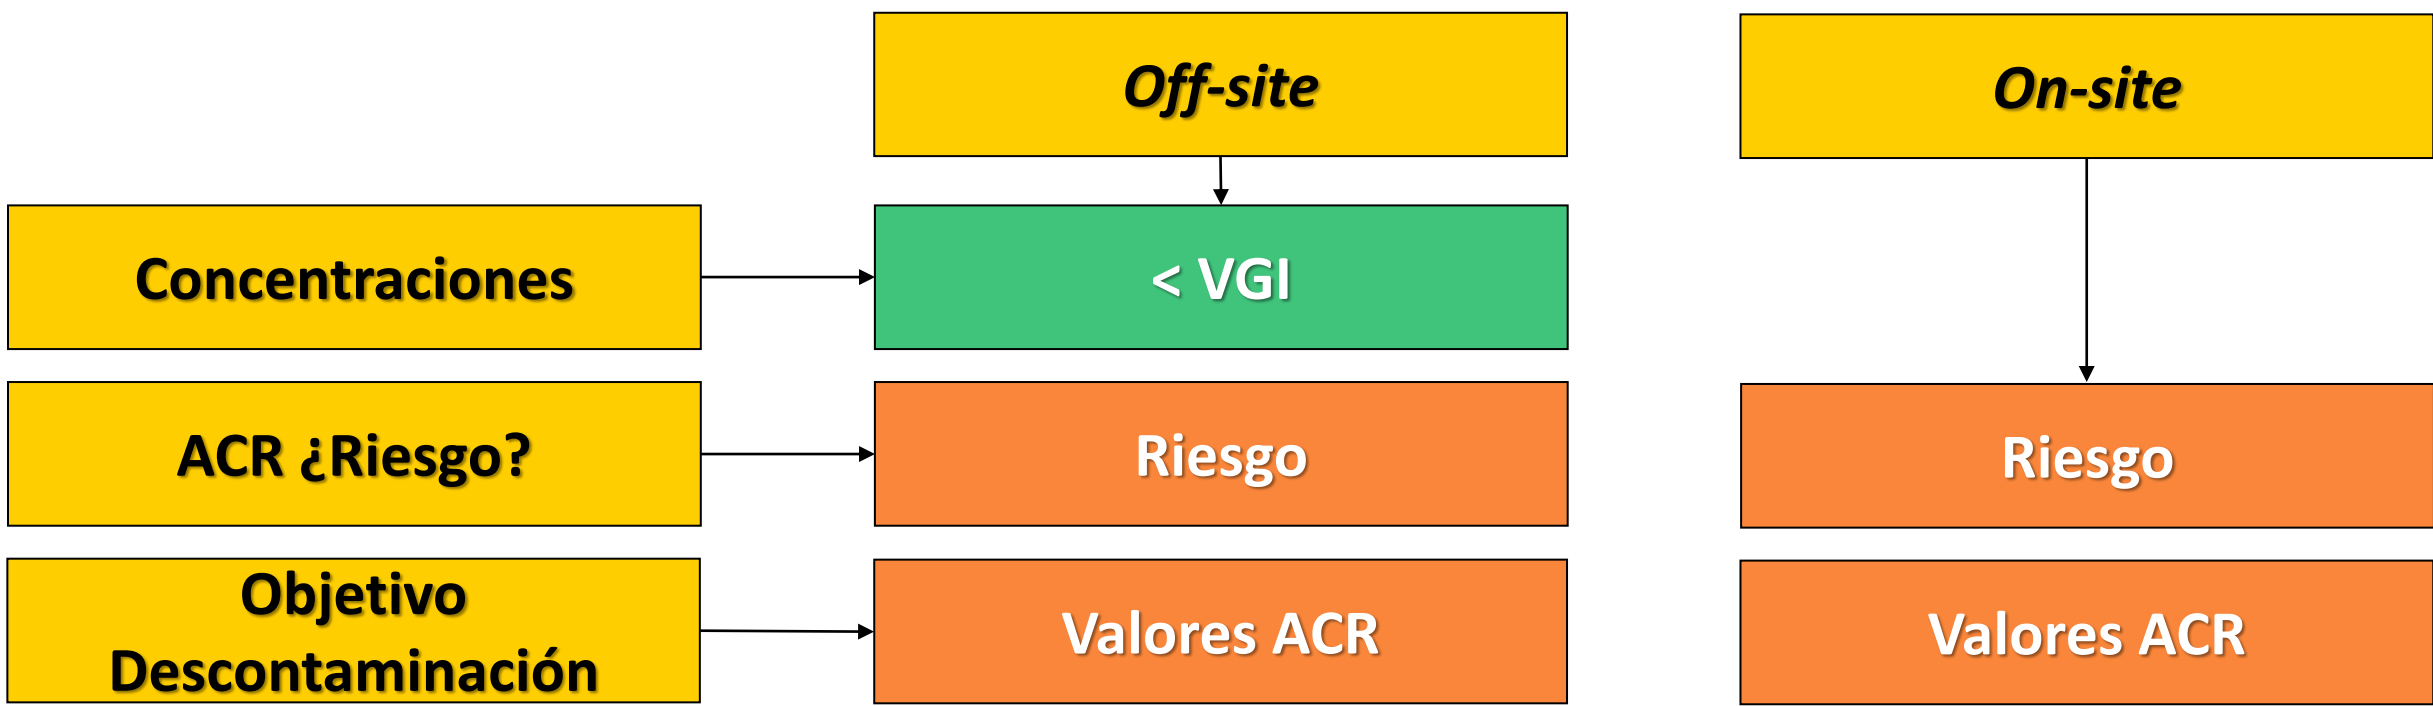 Off-site
On-site
Concentraciones
< VGI
ACR ¿Riesgo?
Riesgo
Riesgo
Objetivo
Descontaminación
Valores ACR
Valores ACR